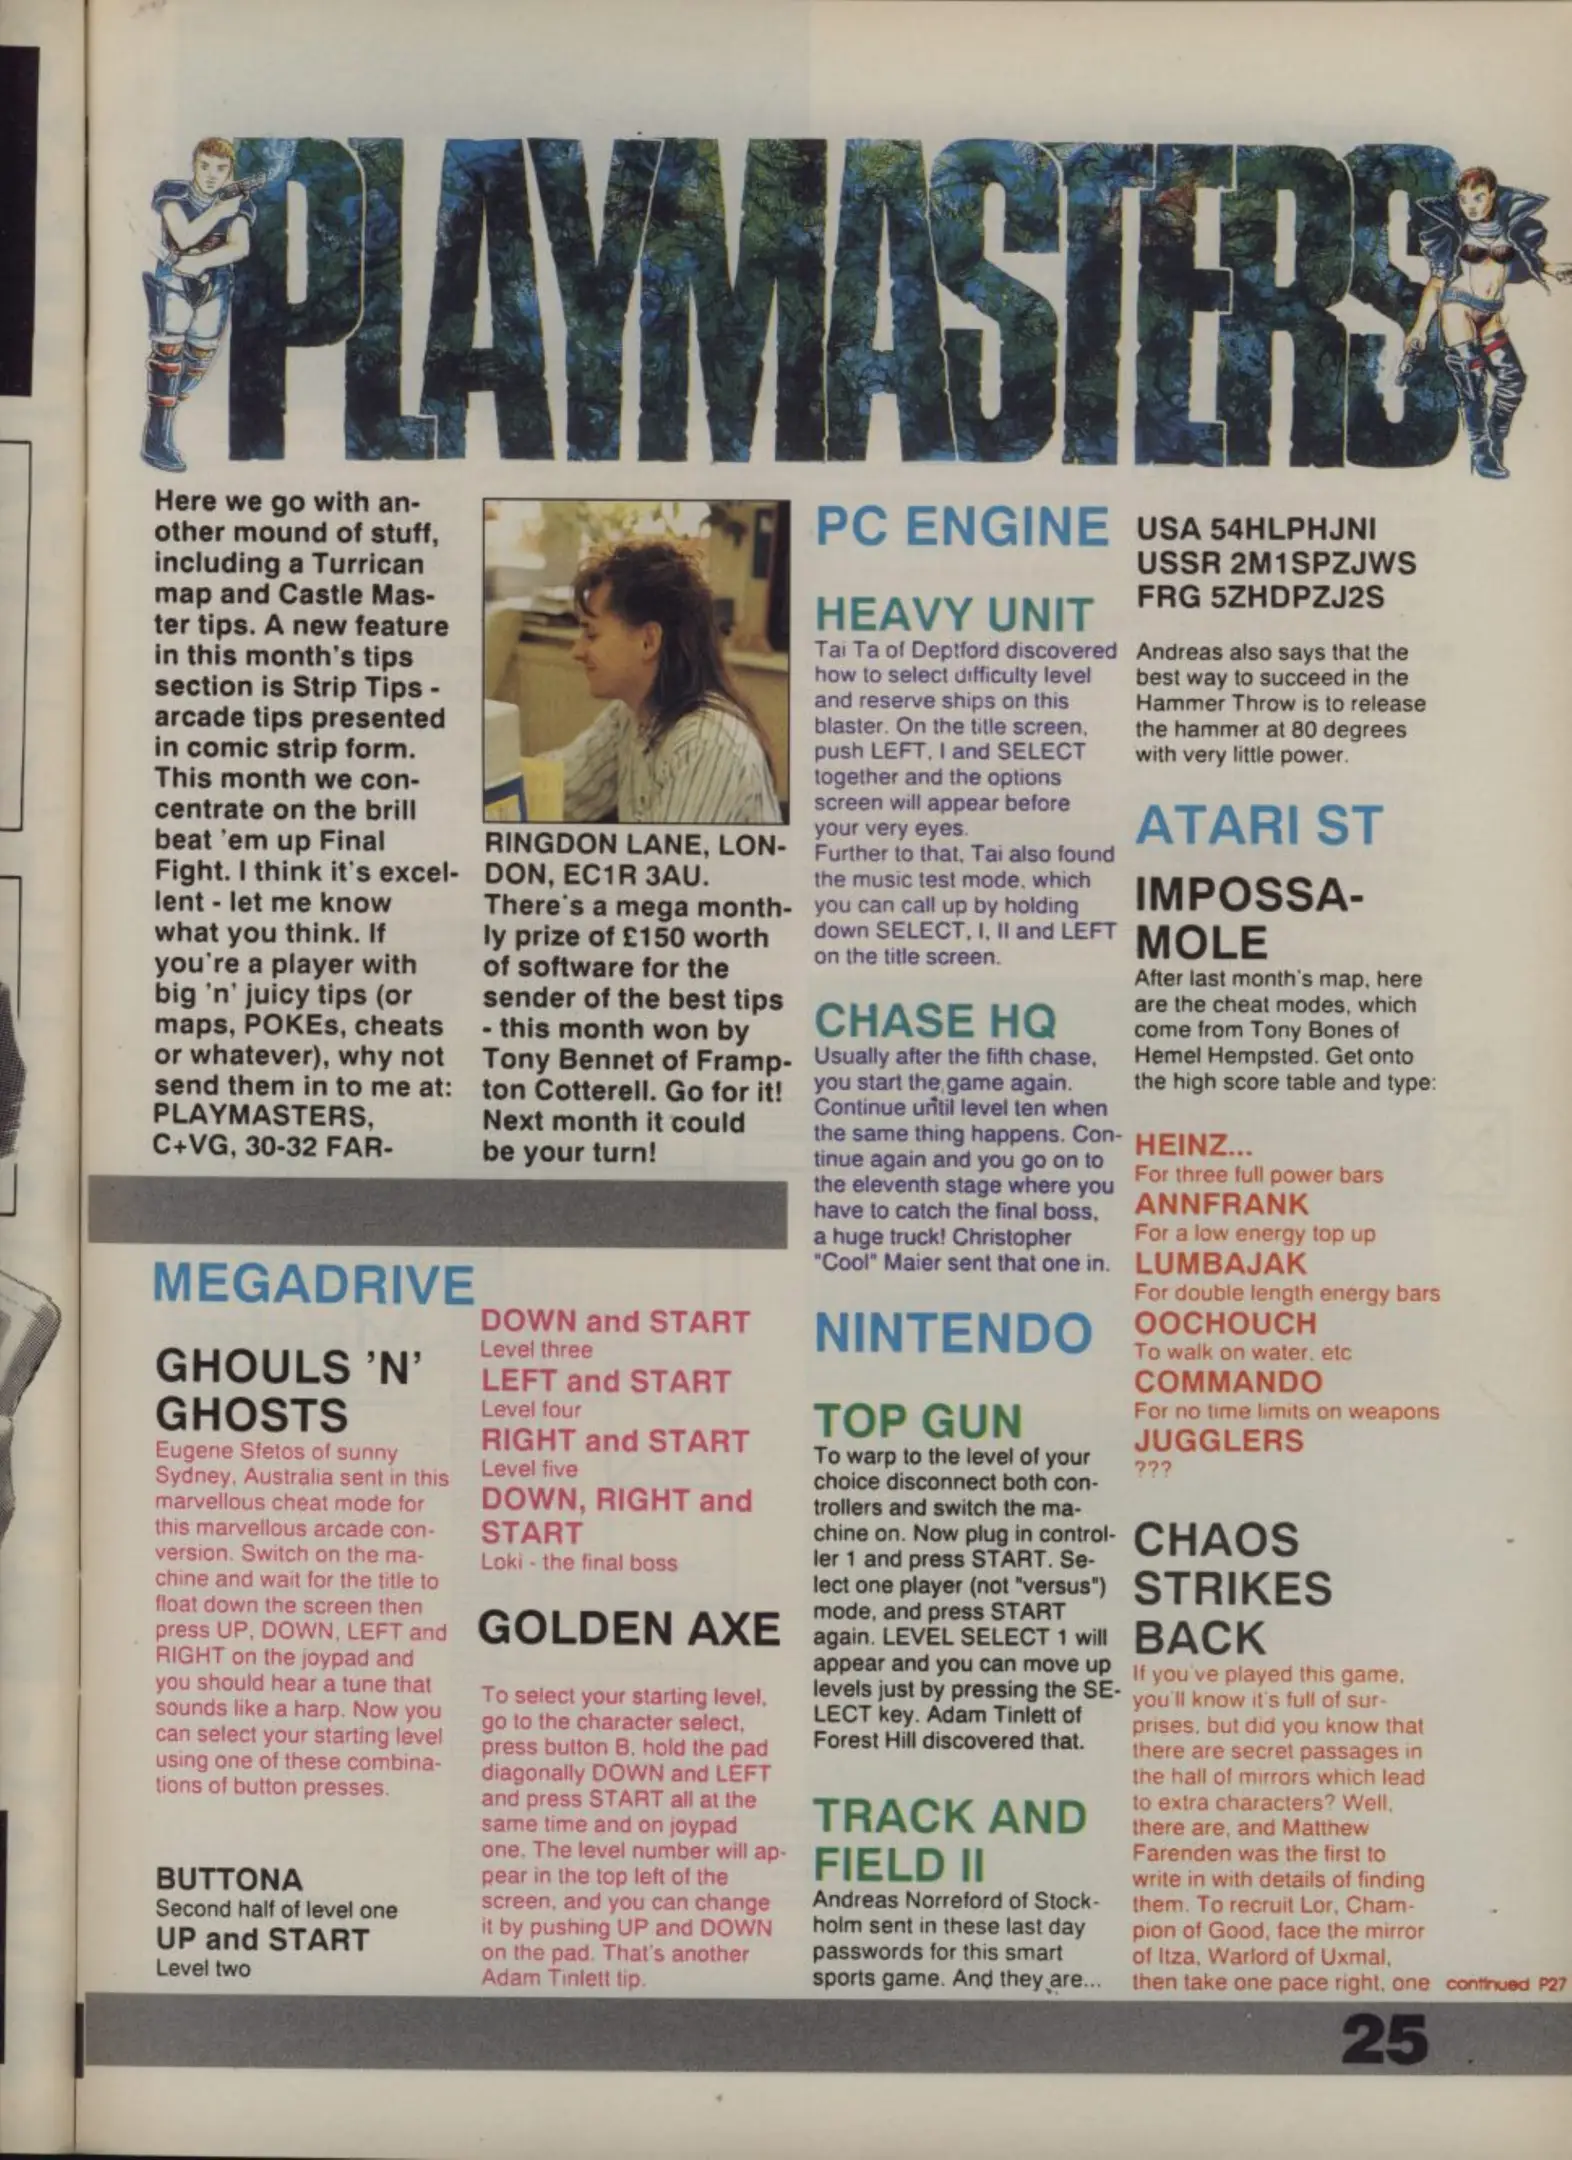 PLAYMASTERS
Here we go with an-
other mound of stuff,
including a Turrican
map and Castle Mas-
ter tips. A new feature
in this month's tips
section is Strip Tips -
arcade tips presented
in comic strip form.
This month we con-
centrate on the brill
beat 'em up Final
Fight. I think it's excel-
lent - let me know
what you think. If
you're a player with
big 'n' juicy tips (or
maps, POKEs, cheats
or whatever), why not
send them in to me at:
PLAYMASTERS,
C+VG, 30-32 FAR-
RINGDON LANE, LON-
DON, EC1R 3AU.
There's a mega month-
ly prize of £150 worth
of software for the
sender of the best tips
- this month won by
Tony Bennet of Framp-
ton Cotterell. Go for it!
Next month it could
be your turn!
MEGADRIVE
GHOULS 'N'
GHOSTS
Eugene Sfetos of sunny
Sydney, Australia sent in this
marvellous cheat mode for
this marvellous arcade con-
version. Switch on the ma-
chine and wait for the title to
float down the screen then
press UP, DOWN, LEFT and
RIGHT on the joypad and
you should hear a tune that
sounds like a harp. Now you
can select your starting level
using one of these combina-
tions of button presses.
BUTTONA
Second half of level one
UP and START
Level two
DOWN and START
Level three
LEFT and START
Level four
RIGHT and START
Level five
DOWN, RIGHT and
START
Loki - the final boss
GOLDEN AXE
To select your starting level,
go to the character select,
press button B, hold the pad
diagonally DOWN and LEFT
and press START all at the
same time and on joypad
one. The level number will ap-
pear in the top left of the
screen, and you can change
it by pushing UP and DOWN
on the pad. That's another
Adam Tinlett tip.
PC ENGINE
HEAVY UNIT
Tai Ta of Deptford discovered
how to select difficulty level
and reserve ships on this
blaster. On the title screen,
push LEFT, I and SELECT
together and the options
screen will appear before
your very eyes.
Further to that, Tai also found
the music test mode, which
you can call up by holding
down SELECT, I, II and LEFT
on the title screen.
CHASE HQ
Usually after the fifth chase,
you start the game again.
Continue until level ten when
the same thing happens. Con-
tinue again and you go on to
the eleventh stage where you
have to catch the final boss,
a huge truck! Christopher
"Cool" Maier sent that one in.
NINTENDO
TOP GUN
To warp to the level of your
choice disconnect both con-
trollers and switch the ma-
chine on. Now plug in control-
ler 1 and press START. Se-
lect one player (not "versus")
mode, and press START
again. LEVEL SELECT 1 will
appear and you can move up
levels just by pressing the SE-
LECT key. Adam Tinlett of
Forest Hill discovered that.
TRACK AND
FIELD II
Andreas Norreford of Stock-
holm sent in these last day
passwords for this smart
sports game. And they are...
USA 54HLPHJNI
USSR 2M1SPZJWS
FRG 5ZHDPZJ2S
Andreas also says that the
best way to succeed in the
Hammer Throw is to release
the hammer at 80 degrees
with very little power.
ATARI ST
IMPOSSA-
MOLE
After last month's map, here
are the cheat modes, which
come from Tony Bones of
Hemel Hempsted. Get onto
the high score table and type:
HEINZ...
For three full power bars
ANNFRANK
For a low energy top up
LUMBAJAK
For double length energy bars
OOCHOUCH
To walk on water, etc
COMMANDO
For no time limits on weapons
JUGGLERS
???
CHAOS
STRIKES
BACK
If you've played this game,
you'll know it's full of sur-
prises, but did you know that
there are secret passages in
the hall of mirrors which lead
to extra characters? Well,
there are, and Matthew
Farenden was the first to
write in with details of finding
them. To recruit Lor, Cham-
pion of Good, face the mirror
of Itza, Warlord of Uxmal,
then take one pace right, one
continued P27
25